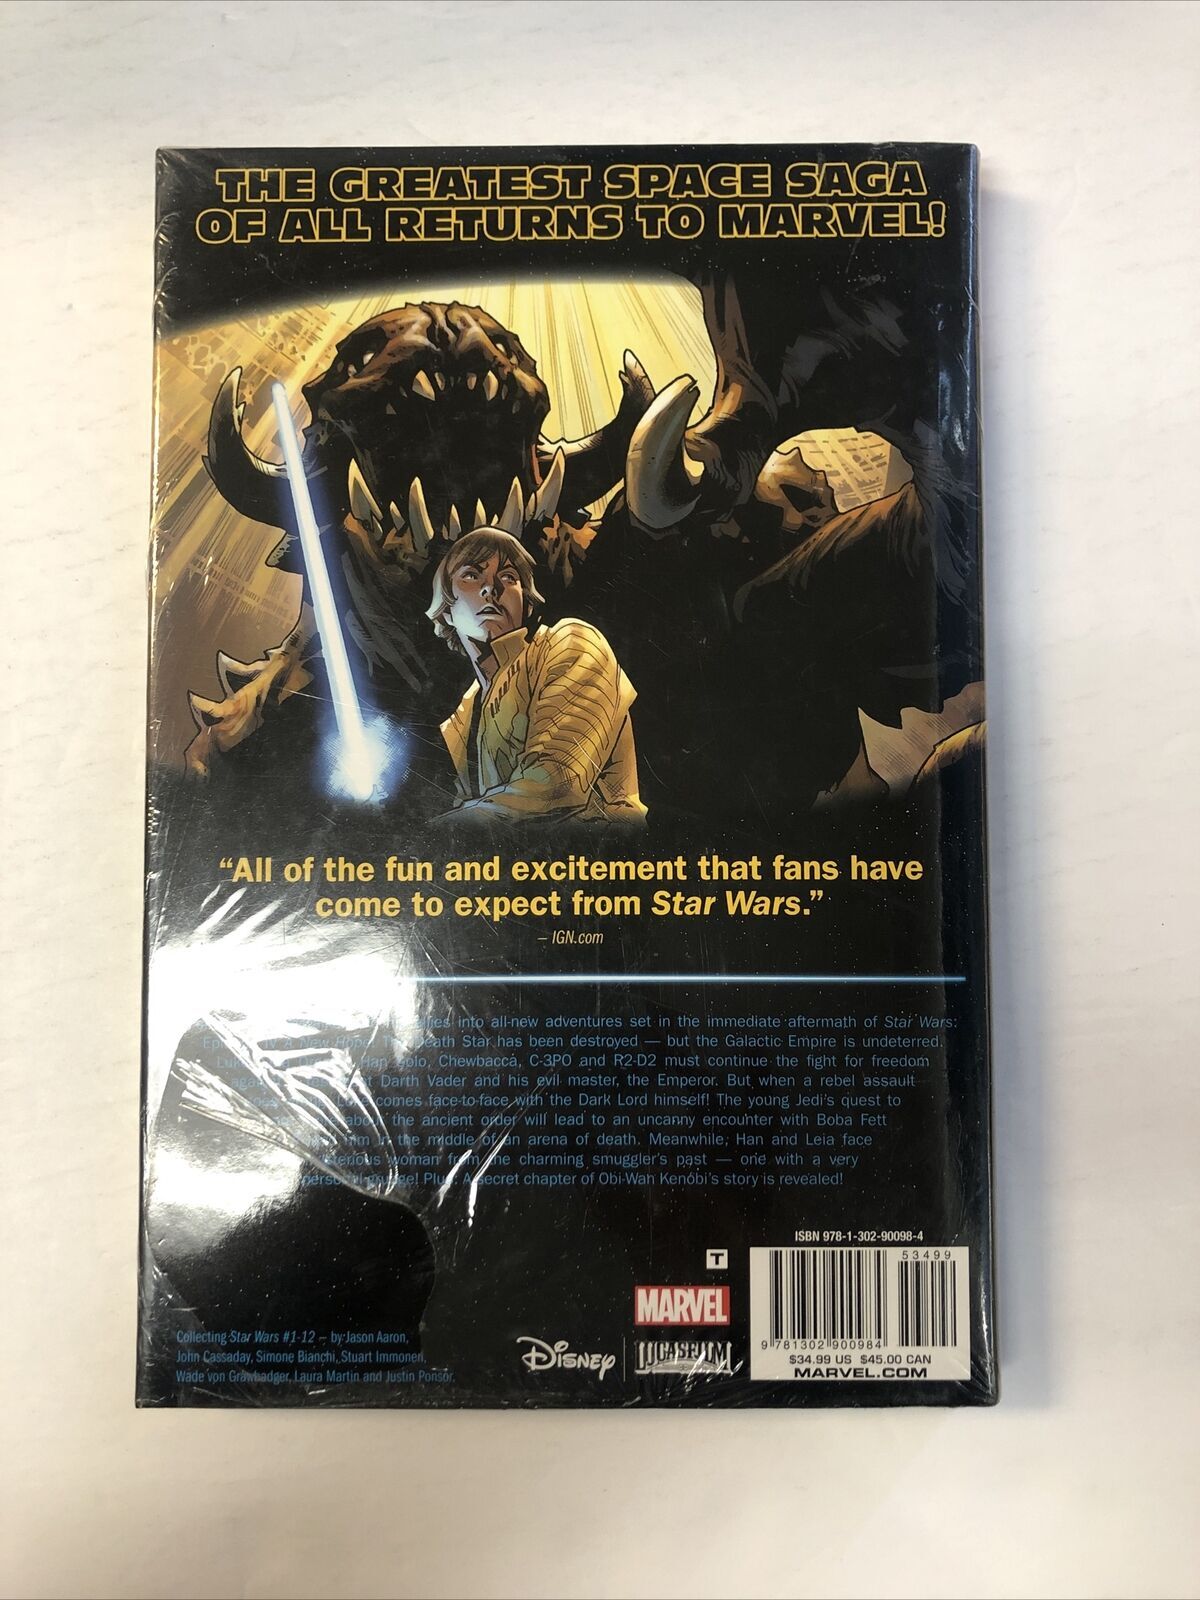 THE GREATEST SPACE SAGA
OF ALL RETURNS TO MARVEL!
“All of the fun and excitement that fans have
come to expect from Star Wars.”
— IGN.com
into all-new adventures set in the immediate aftermath of Star Wars:
A New Hope! The Death Star has been destroyed — but the Galactic Empire is undeterred.
Han Solo, Chewbacca, C-3PO and R2-D2 must continue the fight for freedom
Darth Vader and his evil master, the Emperor. But when a rebel assault
Luke comes face-to-face with the Dark Lord himself! The young Jedi's quest to
about the ancient order will lead to an uncanny encounter with Boba Fett
him in the middle of an arena of death. Meanwhile, Han and Leia face
woman from the charming smuggler's past — one with a very
personal grudge! Plus: A secret chapter of Obi-Wan Kenobi's story is revealed!
ISBN 978-1-302-90098-4
53499
T
MARVEL
9 781302 900984
Collecting Star Wars #1-12 — by Jason Aaron,
John Cassaday, Simone Bianchi, Stuart Immonen,
Wade von Grawbadger, Laura Martin and Justin Ponsor.
Disney
LUCASFILM
$34.99 US $45.00 CAN
MARVEL.COM